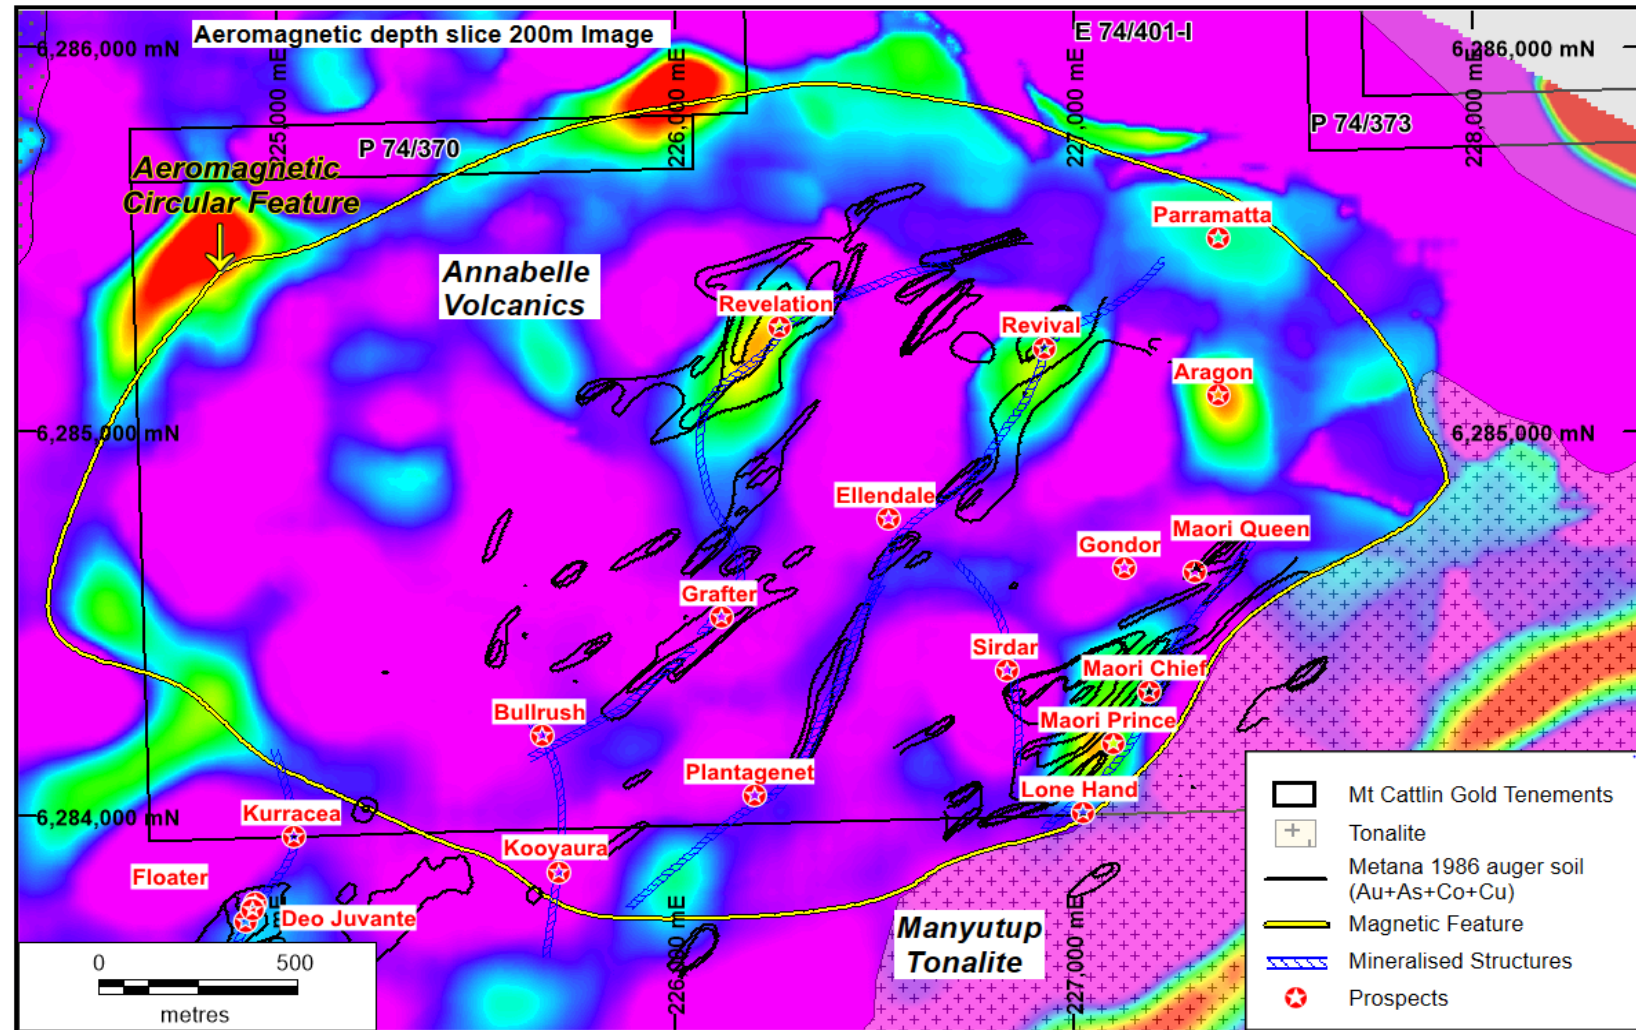 Aeromagnetic depth slice 200m Image
E 74/401-I
6,286,000 mN
6,286,000 mN
225,000 mE
226,000 mE
227,000 mE
228,000 mE
P 74/370
P 74/373
Aeromagnetic
Circular Feature
Parramatta
Annabelle
Volcanics
Revelation
Revival
Aragon
6,285,000 mN
6,285,000 mN
Ellendale
Maori Queen
Gondor
Grafter
Sirdar
Maori Chief
Bullrush
Maori Prince
Plantagenet
Lone Hand
6,284,000 mN
Kurracea
Kooyaura
Floater
Deo Juvante
mE
226,000 mE
227,000 mE
Manyutup
Tonalite
0 500
metres
Mt Cattlin Gold Tenements
Tonalite
Metana 1986 auger soil
(Au+As+Co+Cu)
Magnetic Feature
Mineralised Structures
Prospects